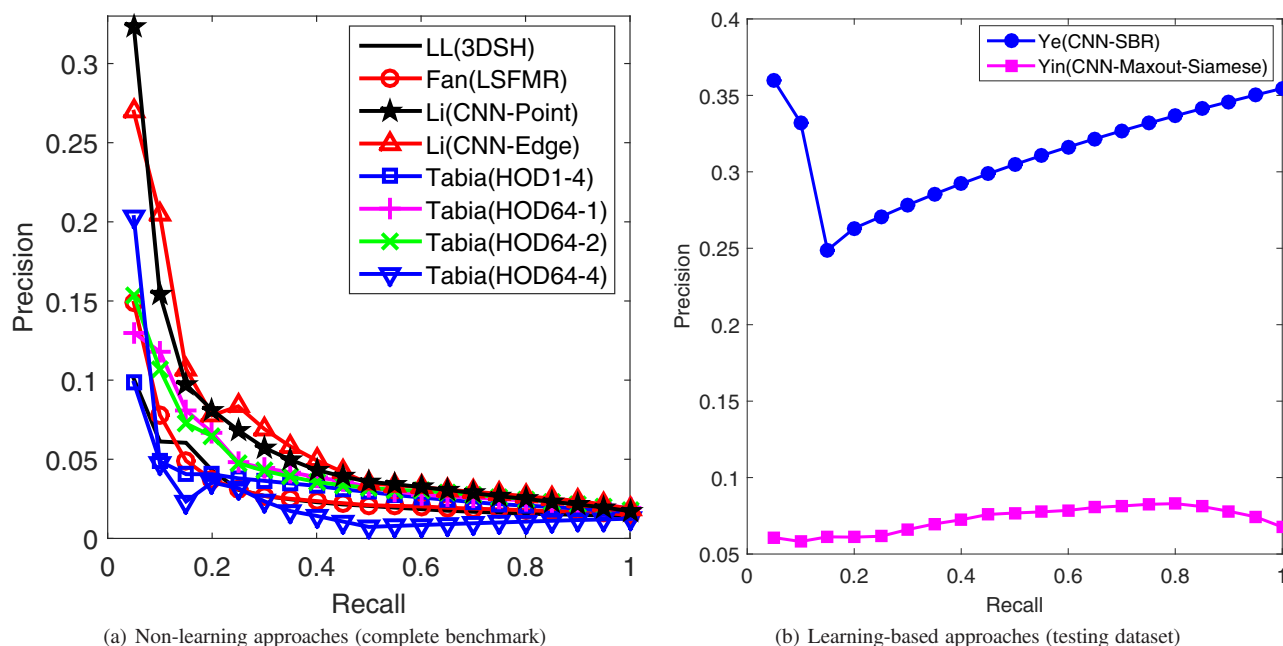 0.3
0.25
0.2
0.15
0.1
0.05
0
Precision
LL(3DSH)
Fan(LSFMR)
Li(CNN-Point)
Li(CNN-Edge)
Tabia(HOD1-4)
Tabia(HOD64-1)
Tabia(HOD64-2)
Tabia(HOD64-4)
0 0.2 0.4 0.6 0.8 1
Recall
(a) Non-learning approaches (complete benchmark)
0.4
0.35
0.3
0.25
0.2
0.15
0.1
0.05
Precision
Ye(CNN-SBR)
Yin(CNN-Maxout-Siamese)
0 0.2 0.4 0.6 0.8 1
Recall
(b) Learning-based approaches (testing dataset)